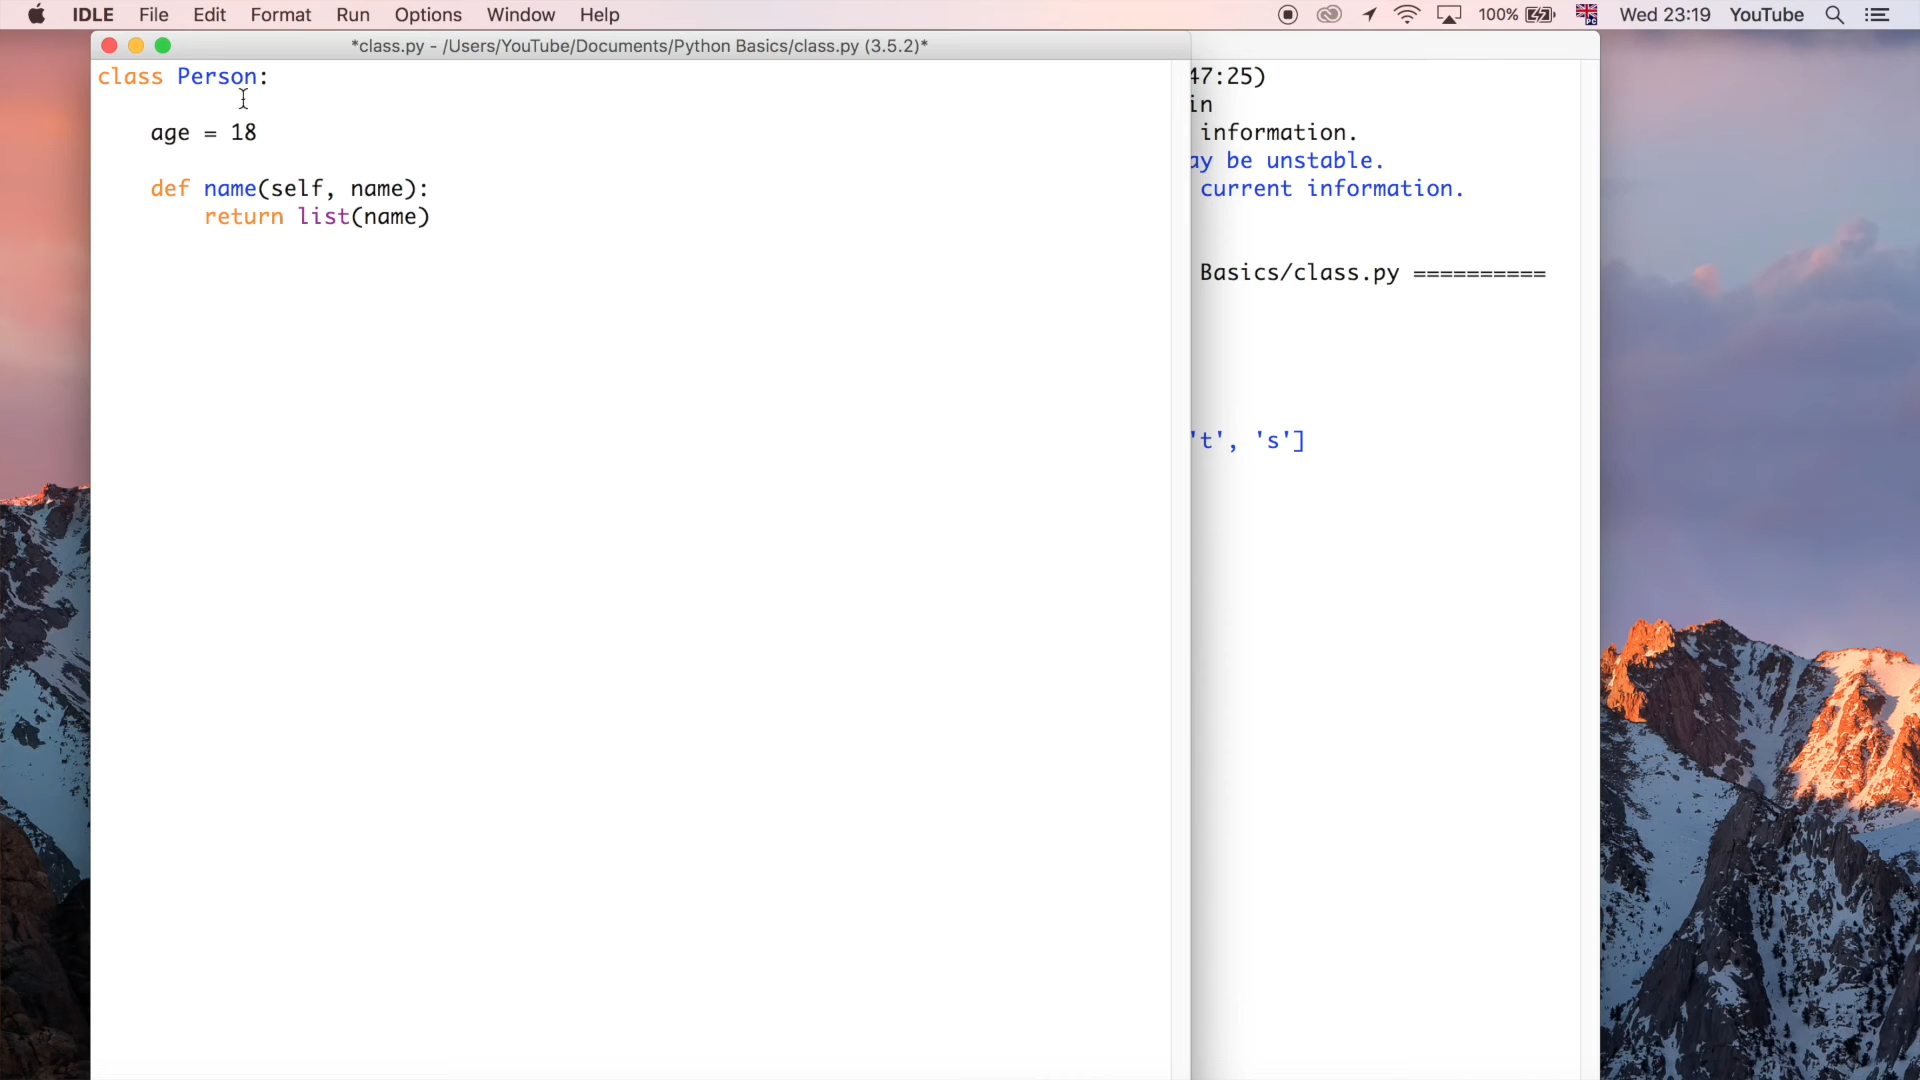 IDLE File Edit Format Run Options Window Help 100% Wed 23:19 YouTube
*class.py - /Users/YouTube/Documents/Python Basics/class.py (3.5.2)*
class Person:
age = 18
def name(self, name):
return list(name)
47:25)
in
information.
ay be unstable.
current information.
Basics/class.py ==========
't', 's']